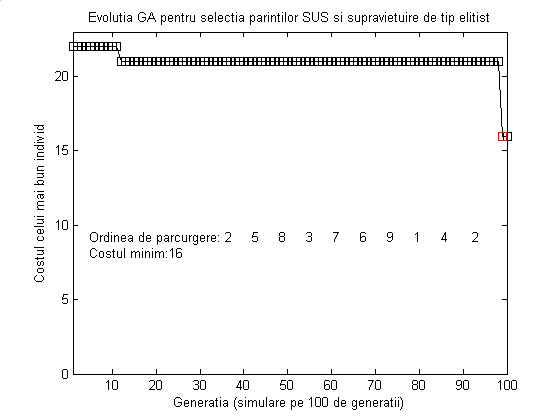 Evolutia GA pentru selectia parintilor SUS si supravietuire de tip elitist
Costul celui mai bun individ
20
15
10
5
0
Ordinea de parcurgere: 2 5 8 3 7 6 9 1 4 2
Costul minim:16
10 20 30 40 50 60 70 80 90 100
Generatia (simulare pe 100 de generatii)